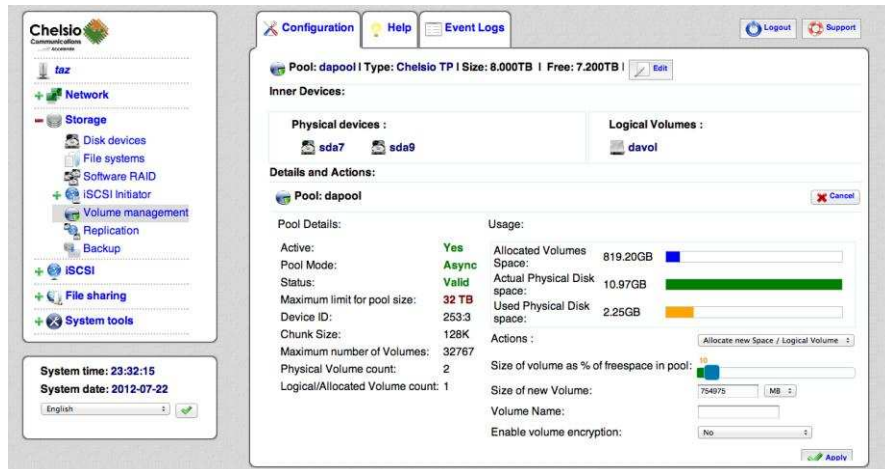 Chelsio
Communications
Accelerate
taz
Network
Storage
Disk devices
File systems
Software RAID
iSCSI Initiator
Volume management
Replication
Backup
iSCSI
File sharing
System tools
System time: 23:32:15
System date: 2012-07-22
English
Configuration
Help
Event Logs
Logout
Support
Pool: dapool I Type: Chelsio TP I Size: 8.000TB I Free: 7.200TB I Edit
Inner Devices:
Physical devices :
sda7 sda9
Logical Volumes :
davol
Details and Actions:
Pool: dapool
Cancel
Pool Details:
Active: Yes
Pool Mode: Async
Status: Valid
Maximum limit for pool size: 32 TB
Device ID: 253:3
Chunk Size: 128K
Maximum number of Volumes: 32767
Physical Volume count: 2
Logical/Allocated Volume count: 1
Usage:
Allocated Volumes
Space: 819.20GB
Actual Physical Disk
space: 10.97GB
Used Physical Disk
space: 2.25GB
Actions : Allocate new Space / Logical Volume
10
Size of volume as % of freespace in pool:
Size of new Volume: 754975 MB
Volume Name:
Enable volume encryption: No
Apply